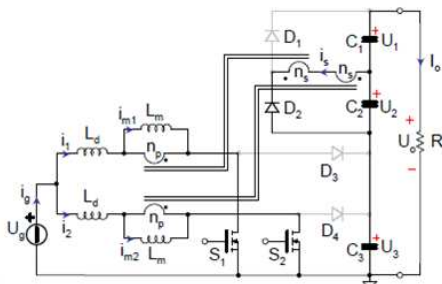 D1
C1
+
U1
is
ns
ns
Io
D2
C2
+
U2
im1
Lm
i1
Ld
np
+
Uo
R
D3
ig
Ld
+
Ug
i2
np
im2
Lm
S1
S2
D4
+
C3
U3
−